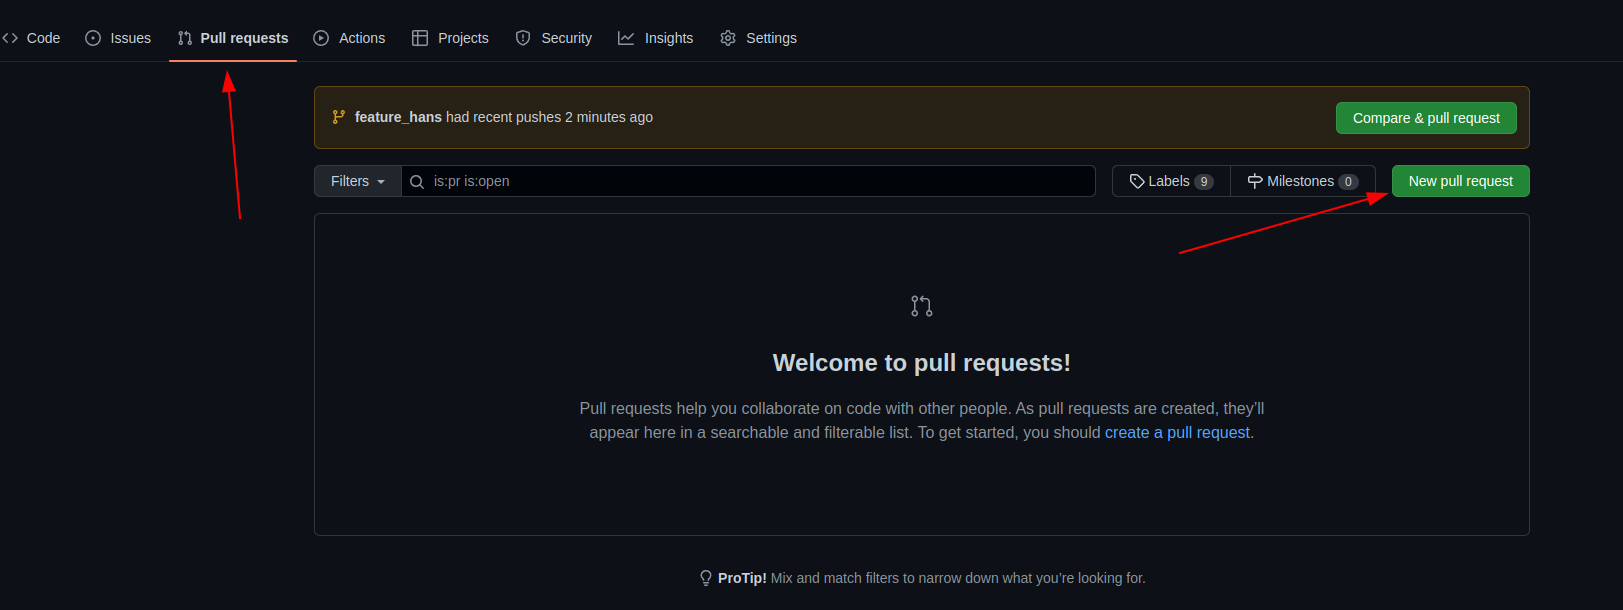 Code Issues Pull requests Actions Projects Security Insights Settings
feature_hans had recent pushes 2 minutes ago Compare & pull request
Filters is:pr is:open Labels 9 Milestones 0 New pull request
Welcome to pull requests!
Pull requests help you collaborate on code with other people. As pull requests are created, they’ll
appear here in a searchable and filterable list. To get started, you should create a pull request.
ProTip! Mix and match filters to narrow down what you’re looking for.